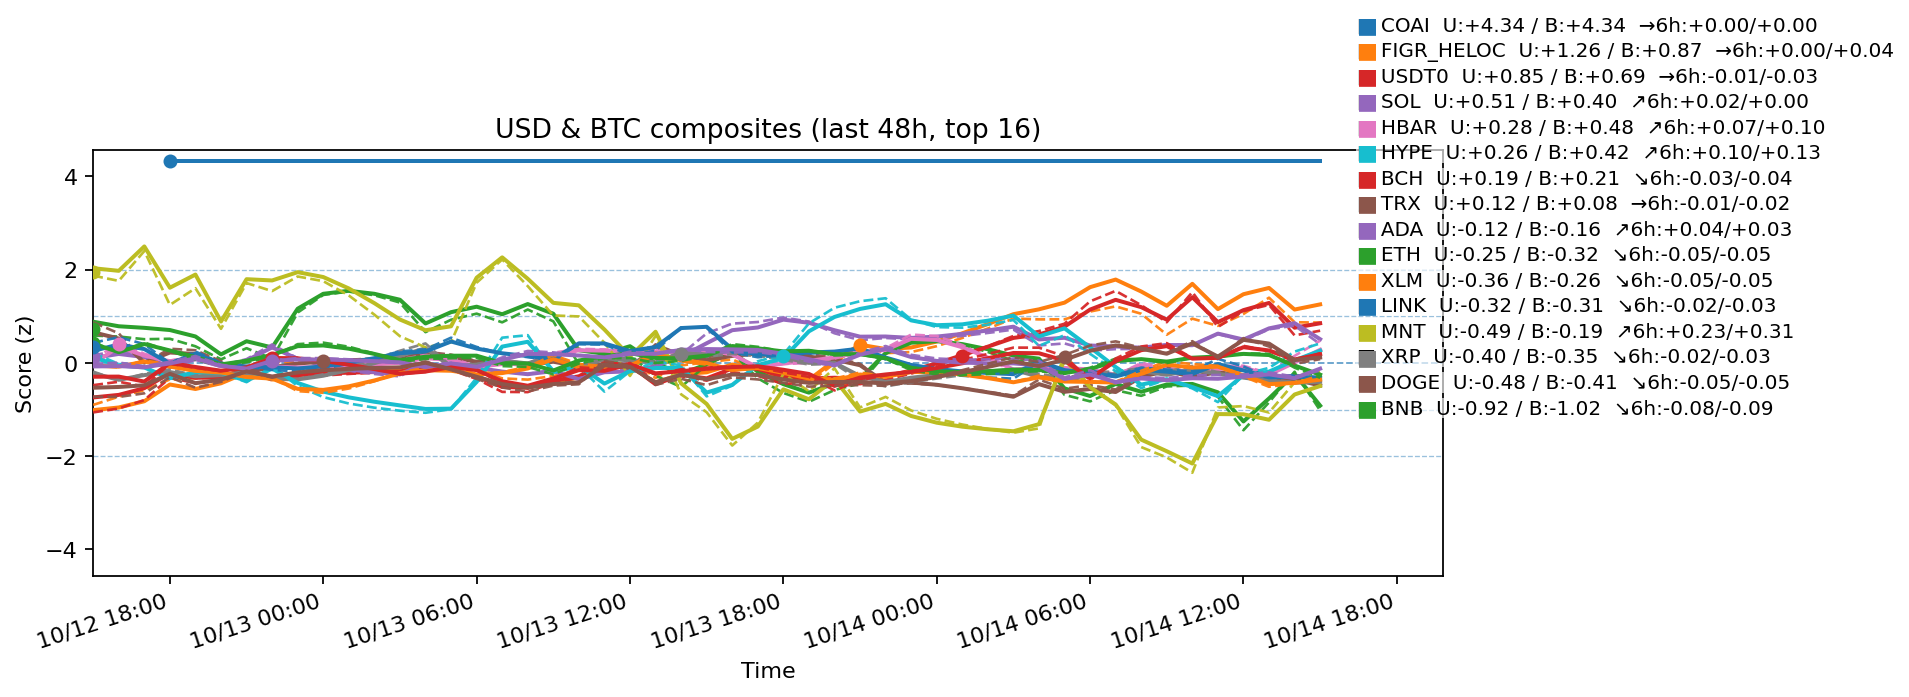 COAI U:+4.34 / B:+4.34 →6h:+0.00/+0.00
FIGR_HELOC U:+1.26 / B:+0.87 →6h:+0.00/+0.04
USDT0 U:+0.85 / B:+0.69 →6h:-0.01/-0.03
SOL U:+0.51 / B:+0.40 ↗6h:+0.02/+0.00
HBAR U:+0.28 / B:+0.48 ↗6h:+0.07/+0.10
HYPE U:+0.26 / B:+0.42 ↗6h:+0.10/+0.13
BCH U:+0.19 / B:+0.21 ↘6h:-0.03/-0.04
TRX U:+0.12 / B:+0.08 →6h:-0.01/-0.02
ADA U:-0.12 / B:-0.16 ↗6h:+0.04/+0.03
ETH U:-0.25 / B:-0.32 ↘6h:-0.05/-0.05
XLM U:-0.36 / B:-0.26 ↘6h:-0.05/-0.05
LINK U:-0.32 / B:-0.31 ↘6h:-0.02/-0.03
MNT U:-0.49 / B:-0.19 ↗6h:+0.23/+0.31
XRP U:-0.40 / B:-0.35 ↘6h:-0.02/-0.03
DOGE U:-0.48 / B:-0.41 ↘6h:-0.05/-0.05
BNB U:-0.92 / B:-1.02 ↘6h:-0.08/-0.09
USD & BTC composites (last 48h, top 16)
Score (z)
4
2
0
−2
−4
10/12 18:00
10/13 00:00
10/13 06:00
10/13 12:00
10/13 18:00
10/14 00:00
10/14 06:00
10/14 12:00
10/14 18:00
Time